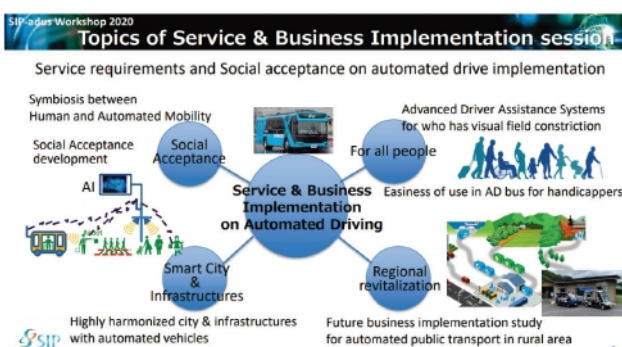 SIP-adus Workshop 2020
Topics of Service & Business Implementation session
Service requirements and Social acceptance on automated drive implementation
Symbiosis between
Human and Automated Mobility
Social Acceptance
development
AI
Social
Acceptance
For all people
Advanced Driver Assistance Systems
for who has visual field constriction
Easiness of use in AD bus for handicappers
Service & Business
Implementation
on Automated Driving
Smart City
&
Infrastructures
Regional
revitalization
Highly harmonized city & infrastructures
with automated vehicles
Future business implementation study
for automated public transport in rural area
SIP